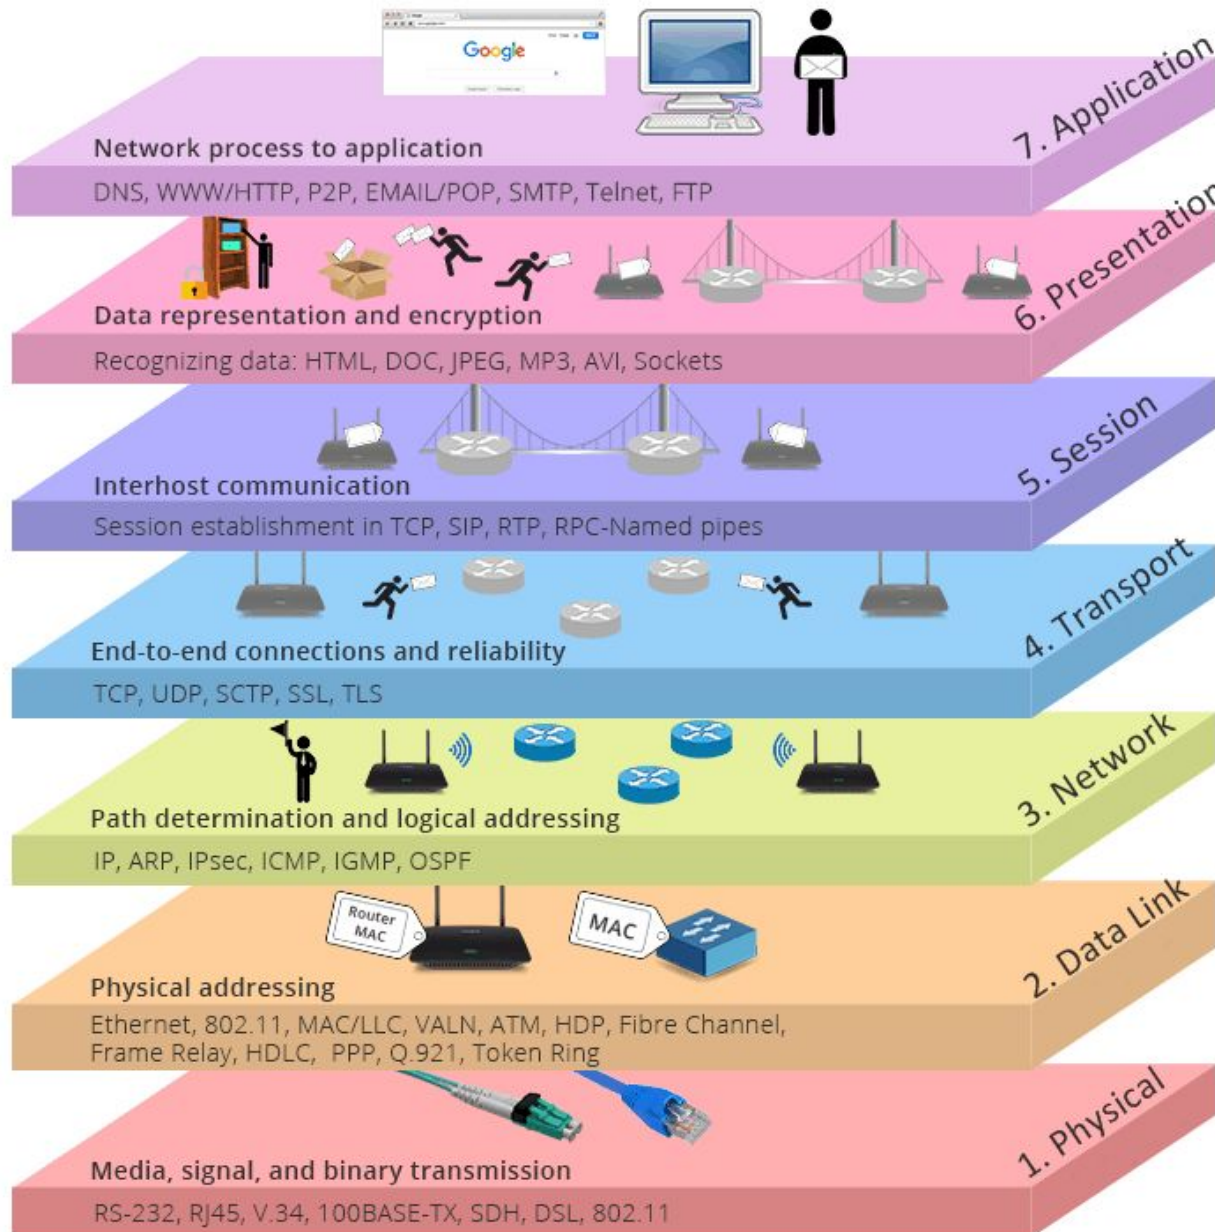 Google
7. Application
Network process to application
DNS, WWW/HTTP, P2P, EMAIL/POP, SMTP, Telnet, FTP
6. Presentation
Data representation and encryption
Recognizing data: HTML, DOC, JPEG, MP3, AVI, Sockets
5. Session
Interhost communication
Session establishment in TCP, SIP, RTP, RPC-Named pipes
4. Transport
End-to-end connections and reliability
TCP, UDP, SCTP, SSL, TLS
3. Network
Path determination and logical addressing
IP, ARP, IPsec, ICMP, IGMP, OSPF
Router
MAC
MAC
2. Data Link
Physical addressing
Ethernet, 802.11, MAC/LLC, VALN, ATM, HDP, Fibre Channel,
Frame Relay, HDLC, PPP, Q.921, Token Ring
1. Physical
Media, signal, and binary transmission
RS-232, RJ45, V.34, 100BASE-TX, SDH, DSL, 802.11